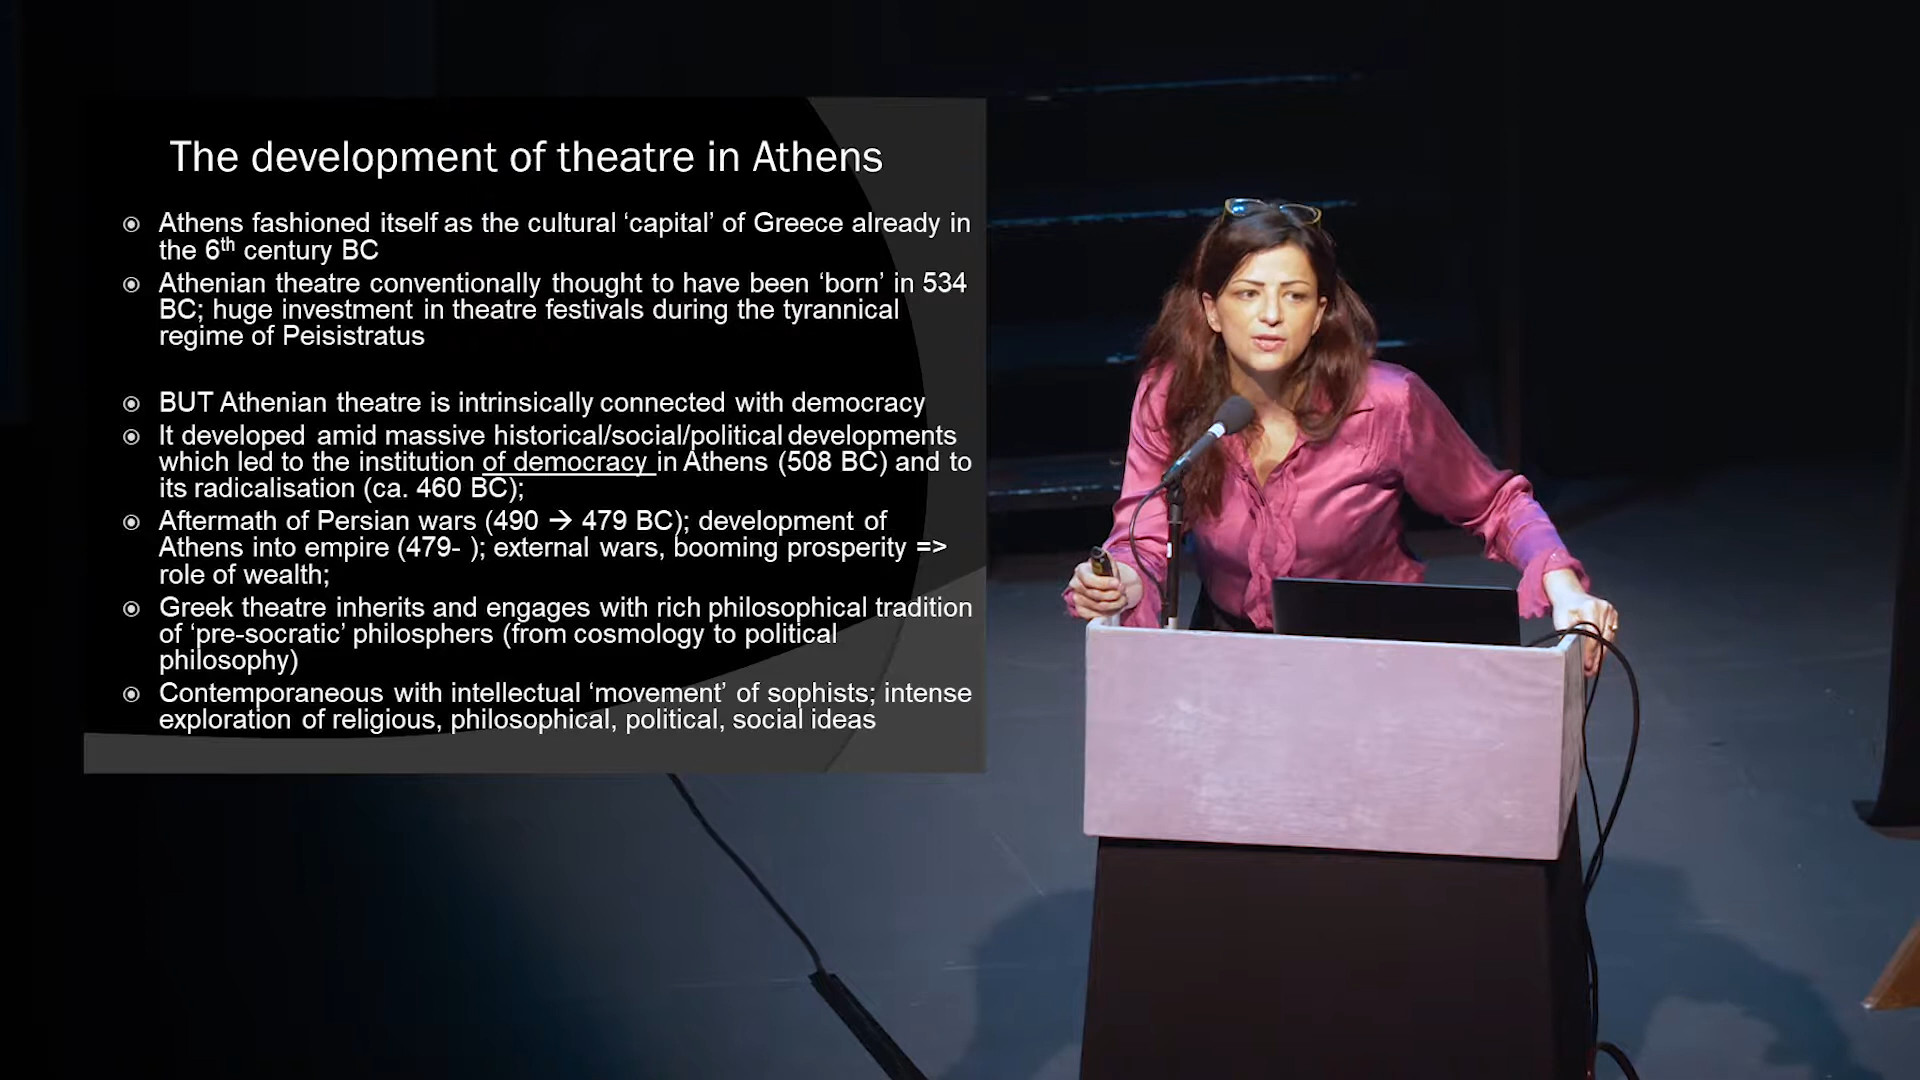 The development of theatre in Athens
Athens fashioned itself as the cultural ‘capital’ of Greece already in
the 6th century BC
Athenian theatre conventionally thought to have been ‘born’ in 534
BC; huge investment in theatre festivals during the tyrannical
regime of Peisistratus
BUT Athenian theatre is intrinsically connected with democracy
It developed amid massive historical/social/political developments
which led to the institution of democracy in Athens (508 BC) and to
its radicalisation (ca. 460 BC);
Aftermath of Persian wars (490 → 479 BC); development of
Athens into empire (479- ); external wars, booming prosperity =>
role of wealth;
Greek theatre inherits and engages with rich philosophical tradition
of ‘pre-socratic’ philosphers (from cosmology to political
philosophy)
Contemporaneous with intellectual ‘movement’ of sophists; intense
exploration of religious, philosophical, political, social ideas